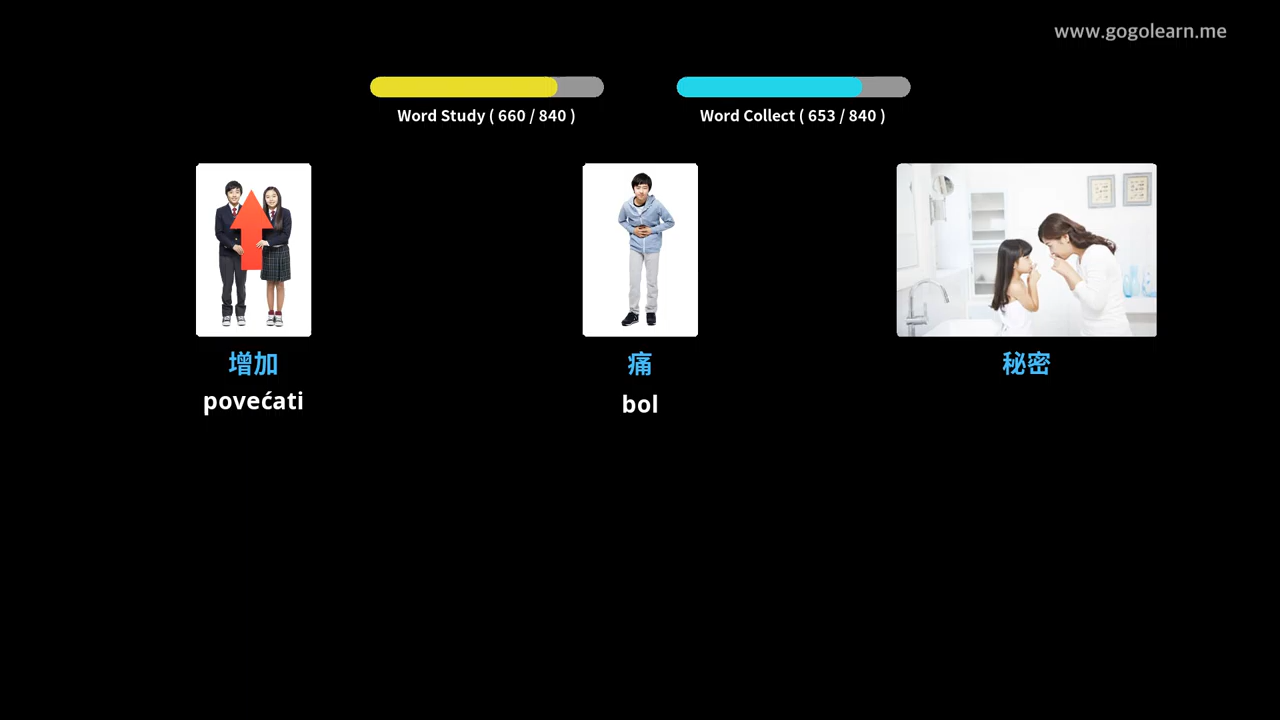 www.gogolearn.me
Word Study ( 660 / 840 )
Word Collect ( 653 / 840 )
增加
痛
秘密
povećati
bol